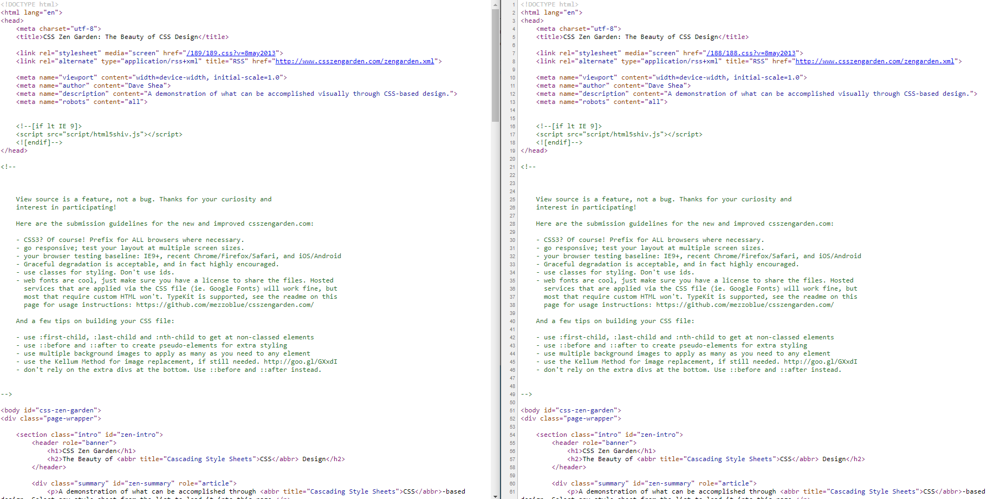 <!DOCTYPE html>
<html lang="en">
<head>
    <meta charset="utf-8">
    <title>CSS Zen Garden: The Beauty of CSS Design</title>
    <link rel="stylesheet" media="screen" href="/189/189.css?v=8may2013">
    <link rel="alternate" type="application/rss+xml" title="RSS" href="http://www.csszengarden.com/zengarden.xml">
    <meta name="viewport" content="width=device-width, initial-scale=1.0">
    <meta name="author" content="Dave Shea">
    <meta name="description" content="A demonstration of what can be accomplished visually through CSS-based design.">
    <meta name="robots" content="all">
    <!--[if lt IE 9]>
    <script src="script/html5shiv.js"></script>
    <![endif]-->
</head>
<!--
    View source is a feature, not a bug. Thanks for your curiosity and
    interest in participating!
    Here are the submission guidelines for the new and improved csszengarden.com:
    - CSS3? Of course! Prefix for ALL browsers where necessary.
    - go responsive; test your layout at multiple screen sizes.
    - your browser testing baseline: IE9+, recent Chrome/Firefox/Safari, and iOS/Android
    - Graceful degradation is acceptable, and in fact highly encouraged.
    - use classes for styling. Don't use ids.
    - web fonts are cool, just make sure you have a license to share the files. Hosted
      services that are applied via the CSS file (ie. Google Fonts) will work fine, but
      most that require custom HTML won't. TypeKit is supported, see the readme on this
      page for usage instructions: https://github.com/mezzoblue/csszengarden.com/
    And a few tips on building your CSS file:
    - use :first-child, :last-child and :nth-child to get at non-classed elements
    - use ::before and ::after to create pseudo-elements for extra styling
    - use multiple background images to apply as many as you need to any element
    - use the Kellum Method for image replacement, if still needed. http://goo.gl/GXxdI
    - don't rely on the extra divs at the bottom. Use ::before and ::after instead.
-->
<body id="css-zen-garden">
<div class="page-wrapper">
    <section class="intro" id="zen-intro">
        <header role="banner">
            <h1>CSS Zen Garden</h1>
            <h2>The Beauty of <abbr title="Cascading Style Sheets">CSS</abbr> Design</h2>
        </header>
        <div class="summary" id="zen-summary" role="article">
            <p>A demonstration of what can be accomplished through <abbr title="Cascading Style Sheets">CSS</abbr>-based
design. Select any style sheet from the list to load it into this page.</p>
1 <!DOCTYPE html>
2 <html lang="en">
3 <head>
4     <meta charset="utf-8">
5     <title>CSS Zen Garden: The Beauty of CSS Design</title>
6
7     <link rel="stylesheet" media="screen" href="/188/188.css?v=8may2013">
8     <link rel="alternate" type="application/rss+xml" title="RSS" href="http://www.csszengarden.com/zengarden.xml">
9
10     <meta name="viewport" content="width=device-width, initial-scale=1.0">
11     <meta name="author" content="Dave Shea">
12     <meta name="description" content="A demonstration of what can be accomplished visually through CSS-based design.">
13     <meta name="robots" content="all">
14
15
16     <!--[if lt IE 9]>
17     <script src="script/html5shiv.js"></script>
18     <![endif]-->
19 </head>
20
21 <!--
22
23
24
25     View source is a feature, not a bug. Thanks for your curiosity and
26     interest in participating!
27
28     Here are the submission guidelines for the new and improved csszengarden.com:
29
30     - CSS3? Of course! Prefix for ALL browsers where necessary.
31     - go responsive; test your layout at multiple screen sizes.
32     - your browser testing baseline: IE9+, recent Chrome/Firefox/Safari, and iOS/Android
33     - Graceful degradation is acceptable, and in fact highly encouraged.
34     - use classes for styling. Don't use ids.
35     - web fonts are cool, just make sure you have a license to share the files. Hosted
36       services that are applied via the CSS file (ie. Google Fonts) will work fine, but
37       most that require custom HTML won't. TypeKit is supported, see the readme on this
38       page for usage instructions: https://github.com/mezzoblue/csszengarden.com/
39
40     And a few tips on building your CSS file:
41
42     - use :first-child, :last-child and :nth-child to get at non-classed elements
43     - use ::before and ::after to create pseudo-elements for extra styling
44     - use multiple background images to apply as many as you need to any element
45     - use the Kellum Method for image replacement, if still needed. http://goo.gl/GXxdI
46     - don't rely on the extra divs at the bottom. Use ::before and ::after instead.
47
48
49 -->
50
51 <body id="css-zen-garden">
52 <div class="page-wrapper">
53
54     <section class="intro" id="zen-intro">
55         <header role="banner">
56             <h1>CSS Zen Garden</h1>
57             <h2>The Beauty of <abbr title="Cascading Style Sheets">CSS</abbr> Design</h2>
58         </header>
59
60         <div class="summary" id="zen-summary" role="article">
61             <p>A demonstration of what can be accomplished through <abbr title="Cascading Style Sheets">CSS</abbr>-based
design. Select any style sheet from the list to load it into this page.</p>